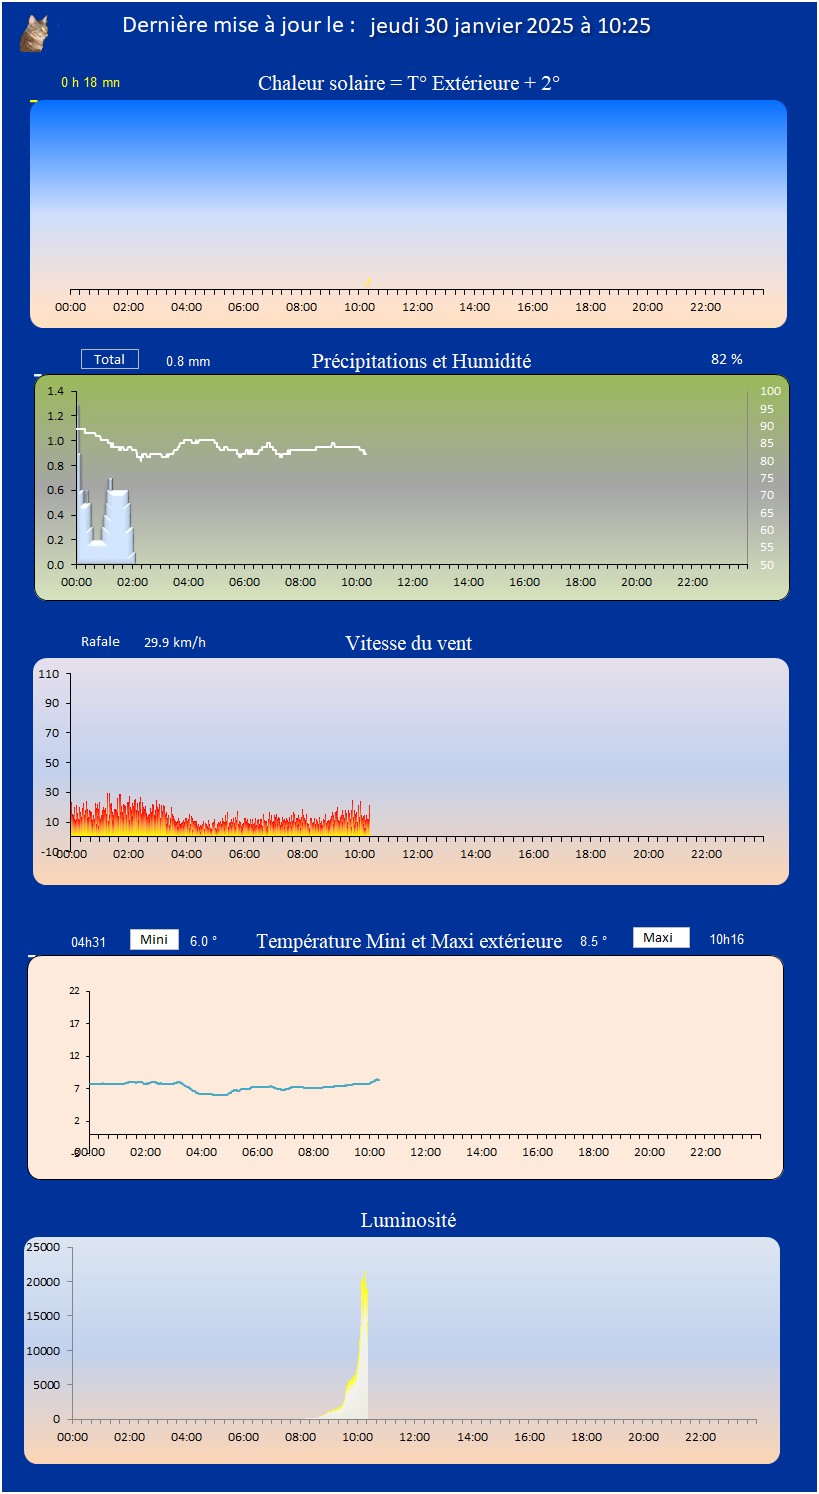 Dernière mise à jour le : jeudi 30 janvier 2025 à 10:25
0 h 18 mn
Chaleur solaire = T° Extérieure + 2°
00:00 02:00 04:00 06:00 08:00 10:00 12:00 14:00 16:00 18:00 20:00 22:00
Total 0.8 mm Précipitations et Humidité 82 %
1.4 100
95
1.2 90
1.0 85
80
0.8 75
0.6 70
0.4 65
60
0.2 55
0.0 50
00:00 02:00 04:00 06:00 08:00 10:00 12:00 14:00 16:00 18:00 20:00 22:00
Rafale 29.9 km/h Vitesse du vent
110
90
70
50
30
10
-10
00:00 02:00 04:00 06:00 08:00 10:00 12:00 14:00 16:00 18:00 20:00 22:00
04h31 Mini 6.0 ° Température Mini et Maxi extérieure 8.5 ° Maxi 10h16
22
17
12
7
2
00:00 02:00 04:00 06:00 08:00 10:00 12:00 14:00 16:00 18:00 20:00 22:00
Luminosité
25000
20000
15000
10000
5000
0
00:00 02:00 04:00 06:00 08:00 10:00 12:00 14:00 16:00 18:00 20:00 22:00